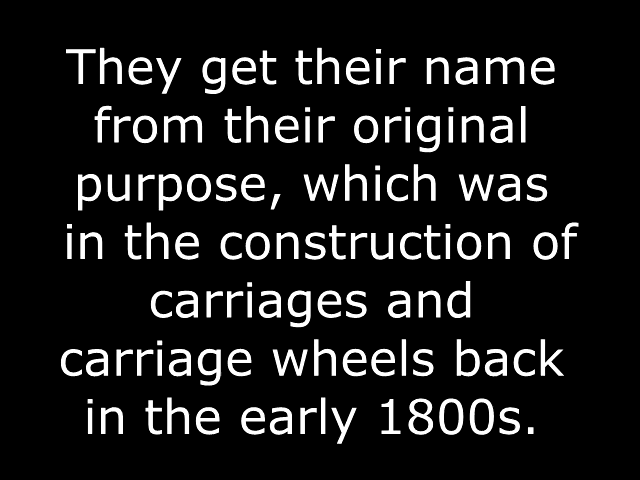 They get their name
from their original
purpose, which was
in the construction of
carriages and
carriage wheels back
in the early 1800s.